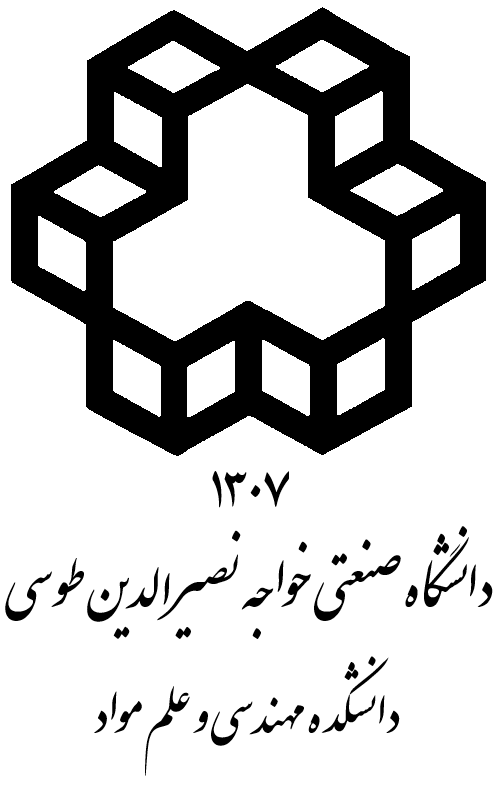 ۱۳۰۷
دانشگاه صنعتی خواجه نصیرالدین طوسی
دانشکده مهندسی و علم مواد